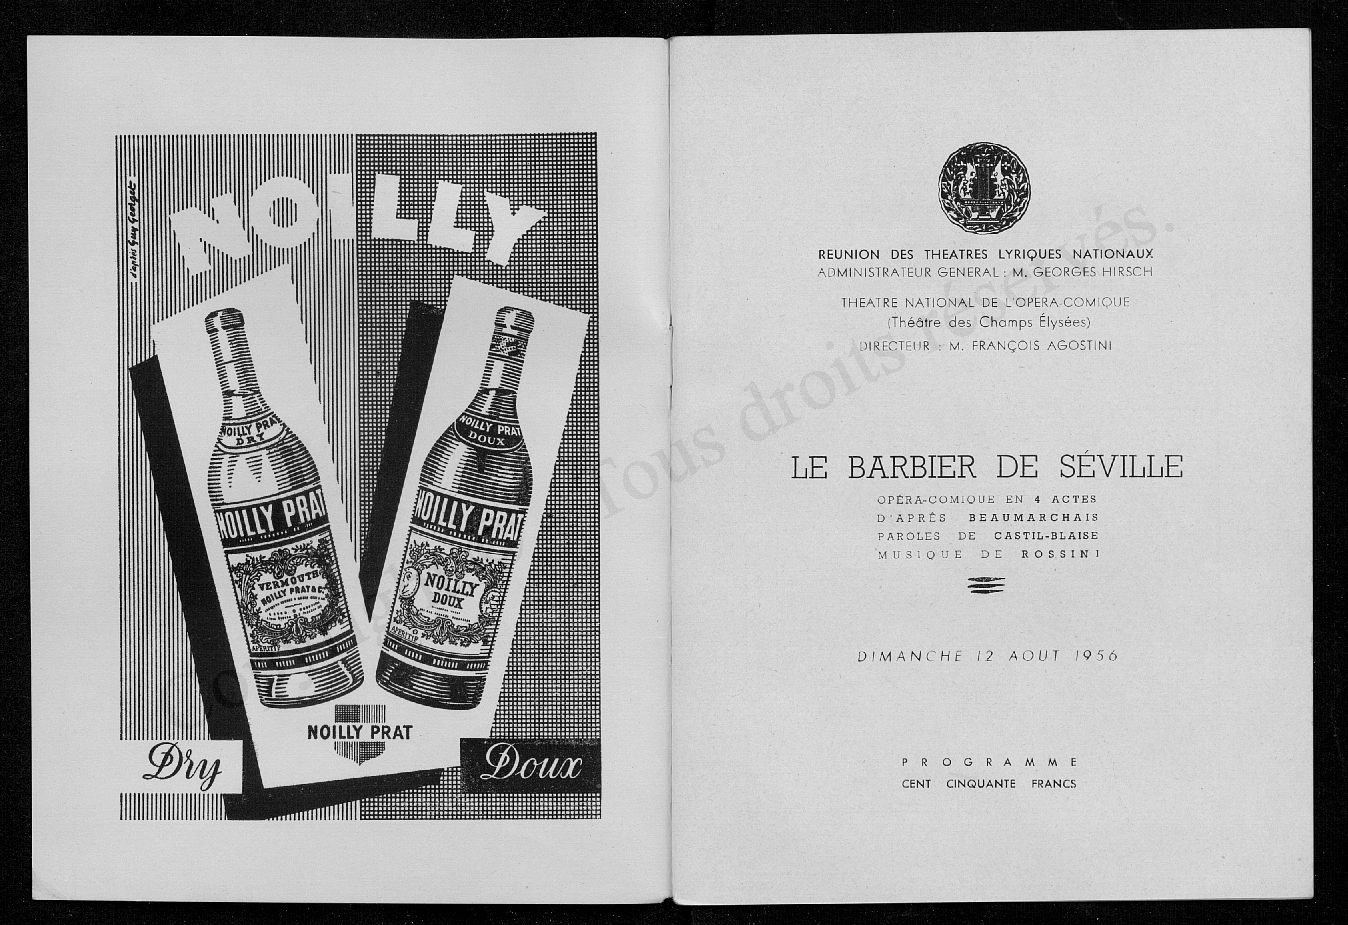 d'après Guy Georget
NOILLY
NOILLY PRAT
DRY
NOILLY PRAT
VERMOUTH
NOILLY PRAT & Cº
APERITIF
NOILLY PRAT
DOUX
NOILLY PRAT
NOILLY
DOUX
APERITIF
NOILLY PRAT
Dry
Doux
REUNION DES THEATRES LYRIQUES NATIONAUX
ADMINISTRATEUR GENERAL : M. GEORGES HIRSCH
THEATRE NATIONAL DE L'OPERA-COMIQUE
(Théâtre des Champs Élysées)
DIRECTEUR : M. FRANÇOIS AGOSTINI
LE BARBIER DE SÉVILLE
OPÉRA-COMIQUE EN 4 ACTES
D'APRÈS BEAUMARCHAIS
PAROLES DE CASTIL-BLAISE
MUSIQUE DE ROSSINI
DIMANCHE 12 AOUT 1956
PROGRAMME
CENT CINQUANTE FRANCS
Tous droits réservés.